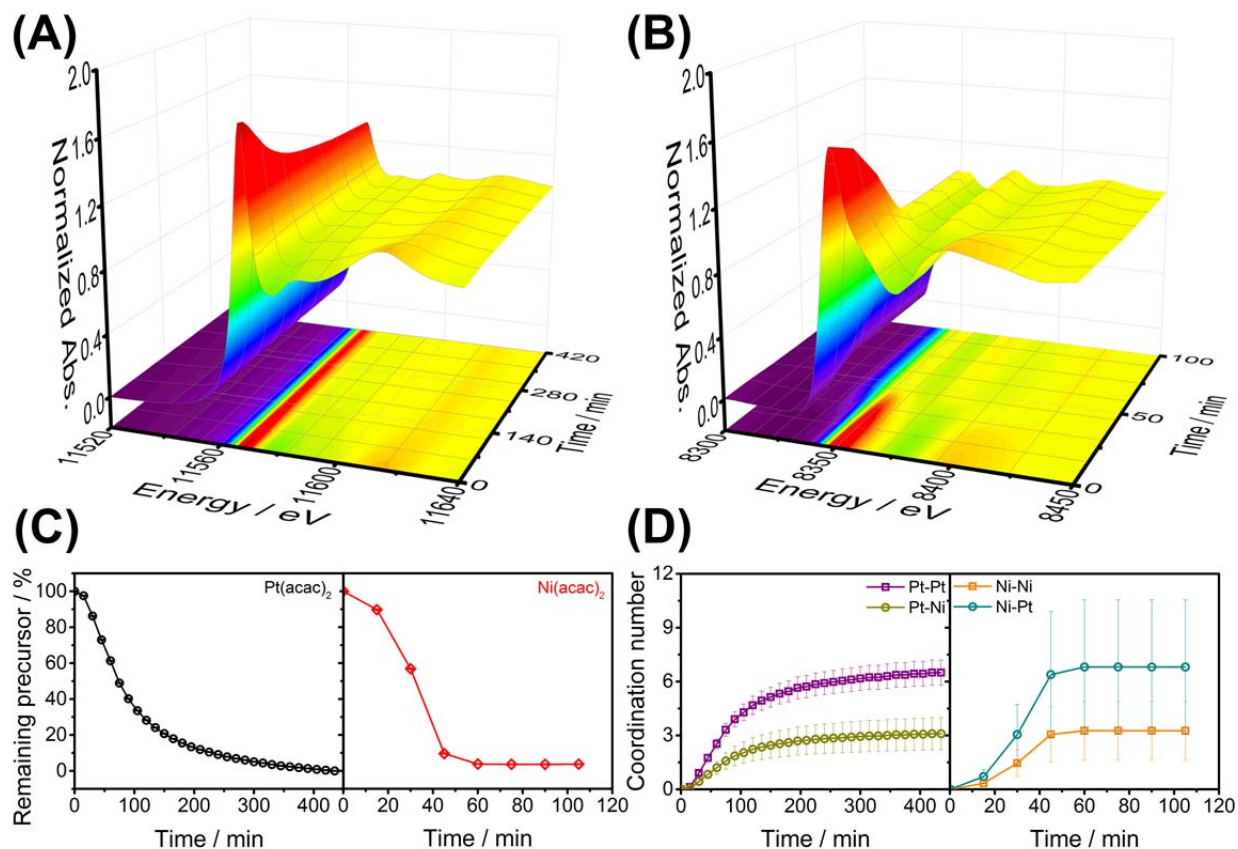 (A)
2.0
1.6
1.2
0.8
0.4
0.0
Normalized Abs.
11520
11560
11600
11640
Energy / eV
0
140
280
420
Time / min
(B)
2.0
1.6
1.2
0.8
0.4
0.0
Normalized Abs.
8300
8350
8400
8450
Energy / eV
0
50
100
Time / min
(C)
Remaining precursor / %
100
80
60
40
20
0
Pt(acac)2
Ni(acac)2
0 100 200 300 400 0 20 40 60 80 100 120
Time / min Time / min
(D)
Coordination number
12
9
6
3
0
Pt-Pt
Pt-Ni
Ni-Ni
Ni-Pt
0 100 200 300 400 0 20 40 60 80 100 120
Time / min Time / min